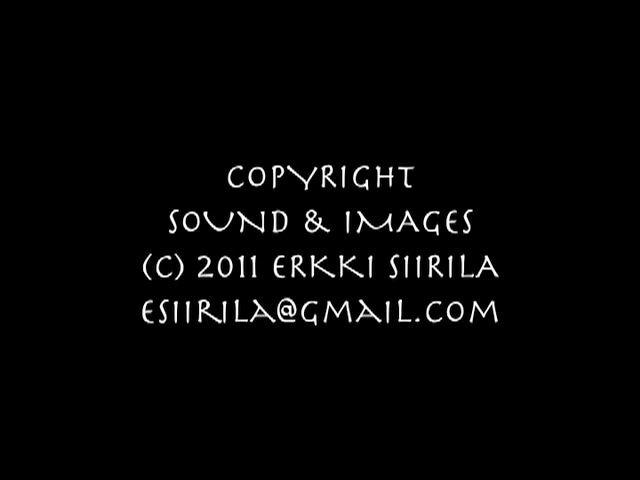 COPYRIGHT
SOUND & IMAGES
(C) 2011 ERKKI SIIRILA
ESIIRILA@GMAIL.COM